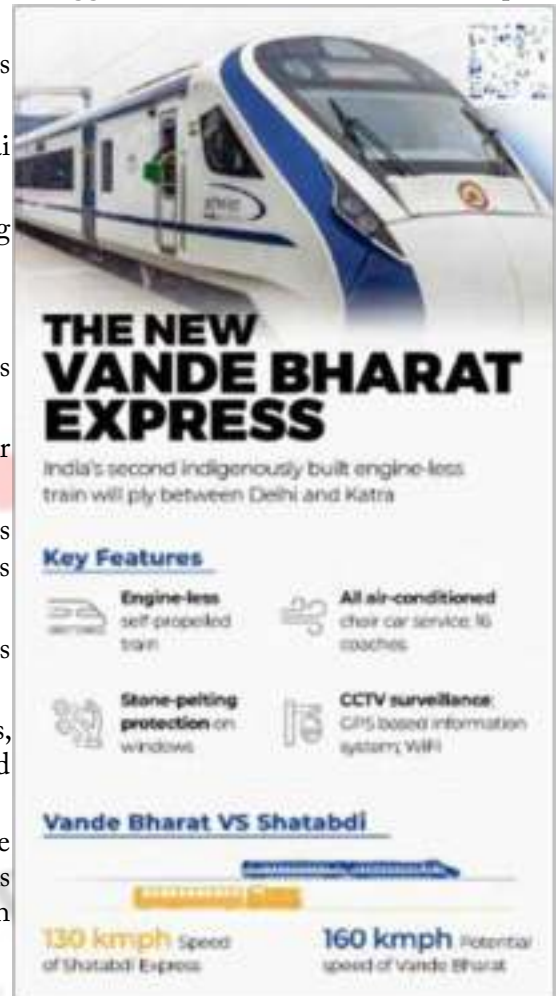 THE NEW
VANDE BHARAT
EXPRESS
India's second indigenously built engine-less
train will ply between Delhi and Katra
Key Features
Engine-less
self-propelled
train
All air-conditioned
chair car service; 16
coaches
Stone-pelting
protection on
windows
CCTV surveillance;
GPS based information
system; WiFi
Vande Bharat VS Shatabdi
130 kmph Speed
of Shatabdi Express
160 kmph Potential
speed of Vande Bharat